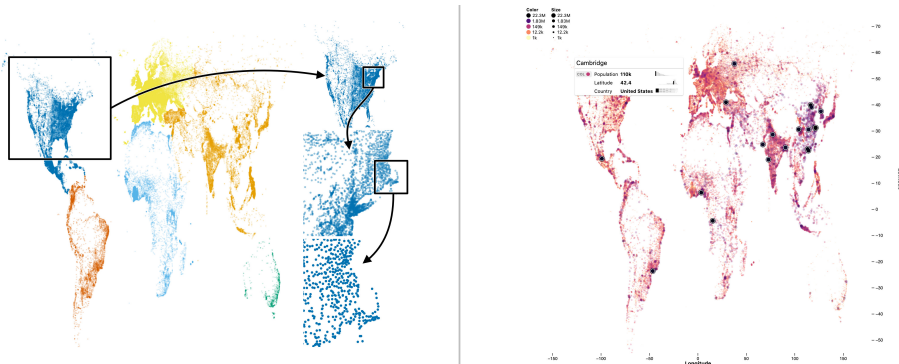 Color Size
22.3M 22.3M
1.83M 1.83M
149k 149k
12.2k 12.2k
1k 1k
Cambridge
COL Population 110k
Latitude 42.4
Country United States
70
60
50
40
30
20
10
0
−10
−20
−30
−40
−50
−150
−100
−50
0
50
100
150
Longitude